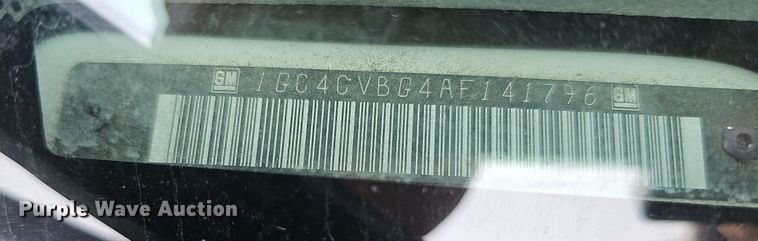 GM 1GC4CVBG4AF141796 GM
Purple Wave Auction